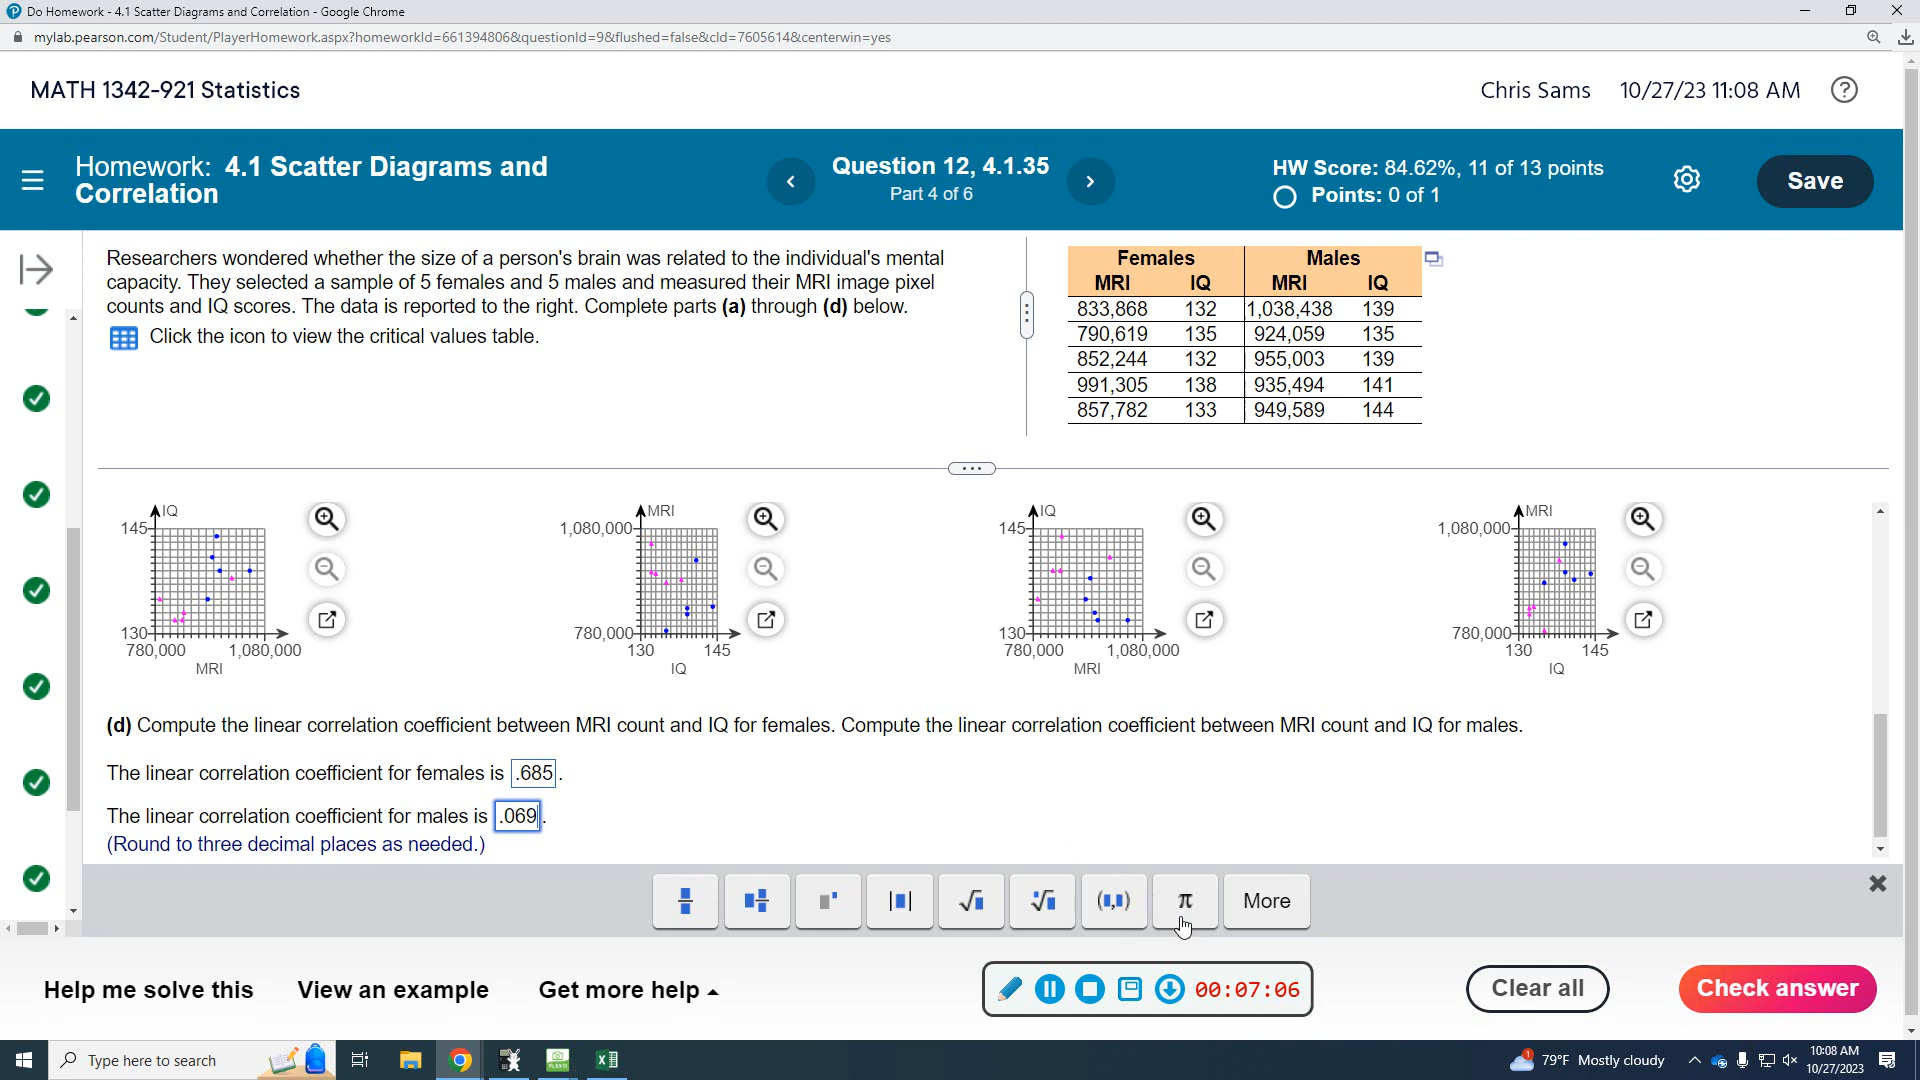 Do Homework - 4.1 Scatter Diagrams and Correlation - Google Chrome
mylab.pearson.com/Student/PlayerHomework.aspx?homeworkId=661394806&questionId=9&flushed=false&cId=7605614&centerwin=yes
MATH 1342-921 Statistics
Chris Sams 10/27/23 11:08 AM ?
Homework: 4.1 Scatter Diagrams and Correlation
Question 12, 4.1.35
Part 4 of 6
HW Score: 84.62%, 11 of 13 points
Points: 0 of 1
Save
Researchers wondered whether the size of a person's brain was related to the individual's mental
capacity. They selected a sample of 5 females and 5 males and measured their MRI image pixel
counts and IQ scores. The data is reported to the right. Complete parts (a) through (d) below.
Click the icon to view the critical values table.
Females Males
MRI IQ MRI IQ
833,868 132 1,038,438 139
790,619 135 924,059 135
852,244 132 955,003 139
991,305 138 935,494 141
857,782 133 949,589 144
IQ
145
130
780,000 1,080,000
MRI
MRI
1,080,000
780,000
130 145
IQ
IQ
145
130
780,000 1,080,000
MRI
MRI
1,080,000
780,000
130 145
IQ
(d) Compute the linear correlation coefficient between MRI count and IQ for females. Compute the linear correlation coefficient between MRI count and IQ for males.
The linear correlation coefficient for females is .685.
The linear correlation coefficient for males is .069.
(Round to three decimal places as needed.)
π More
Help me solve this View an example Get more help
00:07:06
Clear all Check answer
Type here to search
79°F Mostly cloudy
10:08 AM
10/27/2023